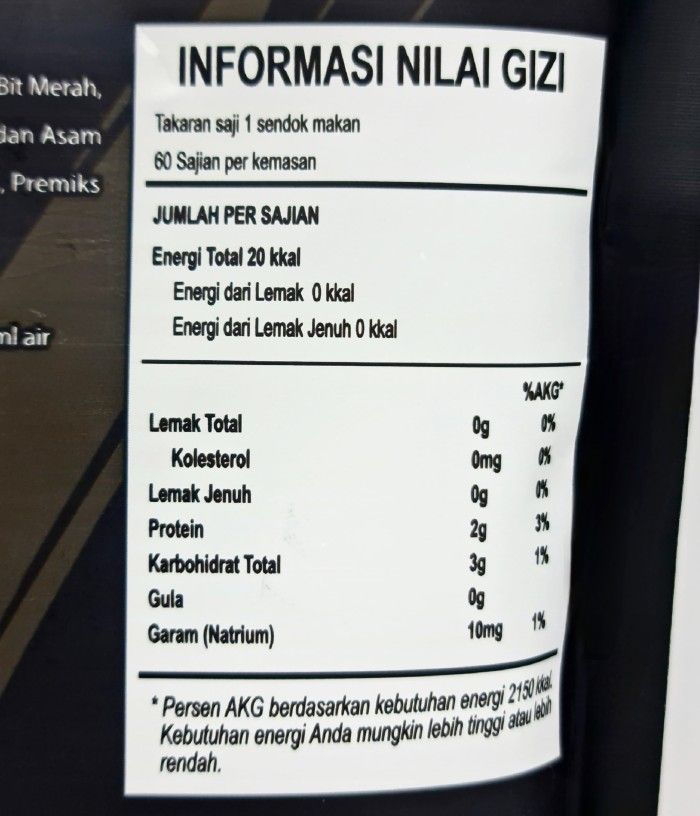 Bit Merah,
dan Asam
, Premiks
ml air
INFORMASI NILAI GIZI
Takaran saji 1 sendok makan
60 Sajian per kemasan
JUMLAH PER SAJIAN
Energi Total 20 kkal
Energi dari Lemak 0 kkal
Energi dari Lemak Jenuh 0 kkal
%AKG*
Lemak Total 0g 0%
Kolesterol 0mg 0%
Lemak Jenuh 0g 0%
Protein 2g 3%
Karbohidrat Total 3g 1%
Gula 0g
Garam (Natrium) 10mg 1%
* Persen AKG berdasarkan kebutuhan energi 2150 kkal.
Kebutuhan energi Anda mungkin lebih tinggi atau lebih
rendah.